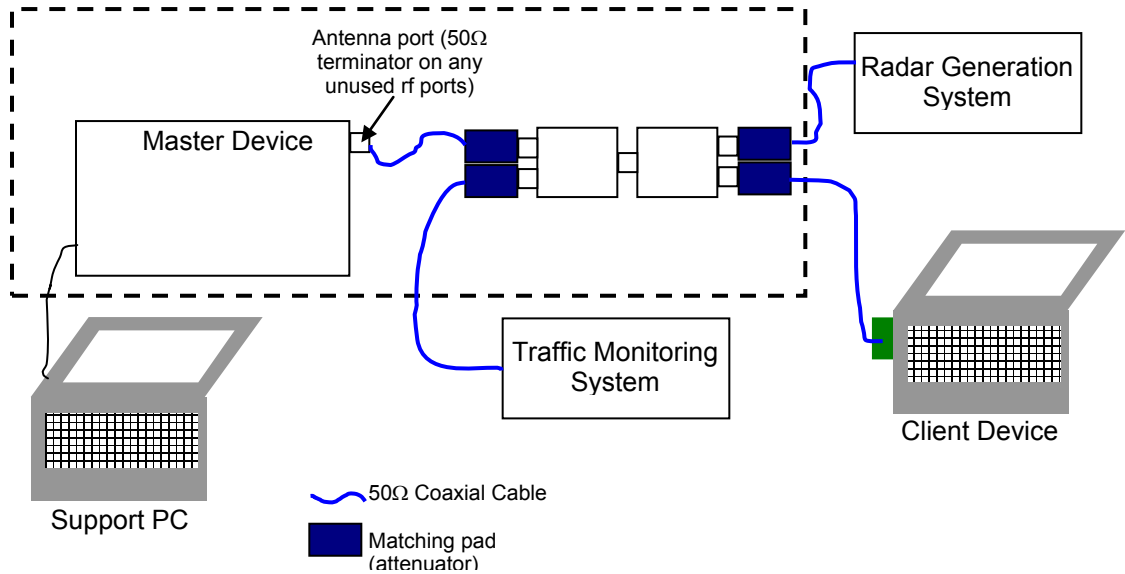 Antenna port (50Ω
terminator on any
unused rf ports)
Master Device
Radar Generation
System
Traffic Monitoring
System
Client Device
Support PC
50Ω Coaxial Cable
Matching pad
(attenuator)